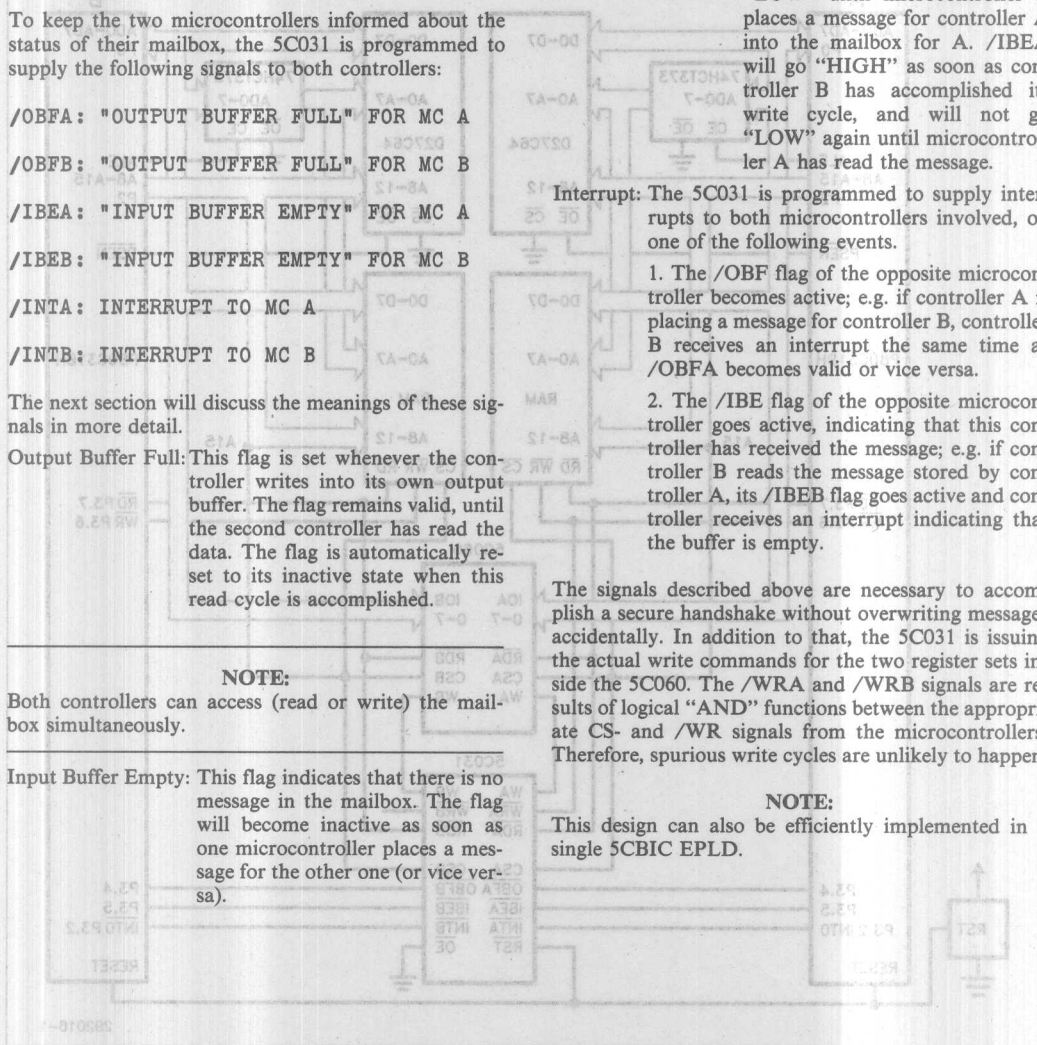 To keep the two microcontrollers informed about the
status of their mailbox, the 5C031 is programmed to
supply the following signals to both controllers:
/OBFA: "OUTPUT BUFFER FULL" FOR MC A
/OBFB: "OUTPUT BUFFER FULL" FOR MC B
/IBEA: "INPUT BUFFER EMPTY" FOR MC A
/IBEB: "INPUT BUFFER EMPTY" FOR MC B
/INTA: INTERRUPT TO MC A
/INTB: INTERRUPT TO MC B
The next section will discuss the meanings of these sig-
nals in more detail.
Output Buffer Full: This flag is set whenever the con-
troller writes into its own output
buffer. The flag remains valid, until
the second controller has read the
data. The flag is automatically re-
set to its inactive state when this
read cycle is accomplished.
NOTE:
Both controllers can access (read or write) the mail-
box simultaneously.
Input Buffer Empty: This flag indicates that there is no
message in the mailbox. The flag
will become inactive as soon as
one microcontroller places a mes-
sage for the other one (or vice ver-
sa).
places a message for controller A
into the mailbox for A. /IBEA
will go "HIGH" as soon as con
troller B has accomplished it
write cycle, and will not g
"LOW" again until microcontrol
ler A has read the message.
Interrupt: The 5C031 is programmed to supply inter
rupts to both microcontrollers involved, o
one of the following events.
1. The /OBF flag of the opposite microcon
troller becomes active; e.g. if controller A
placing a message for controller B, controlle
B receives an interrupt the same time a
/OBFA becomes valid or vice versa.
2. The /IBE flag of the opposite microcon
troller goes active, indicating that this con
troller has received the message; e.g. if con
troller B reads the message stored by con
troller A, its /IBEB flag goes active and con
troller receives an interrupt indicating tha
the buffer is empty.
The signals described above are necessary to accom
plish a secure handshake without overwriting message
accidentally. In addition to that, the 5C031 is issuin
the actual write commands for the two register sets in
side the 5C060. The /WRA and /WRB signals are re
sults of logical "AND" functions between the appropri
ate CS- and /WR signals from the microcontrollers
Therefore, spurious write cycles are unlikely to happen
NOTE:
This design can also be efficiently implemented in
single 5CBIC EPLD.